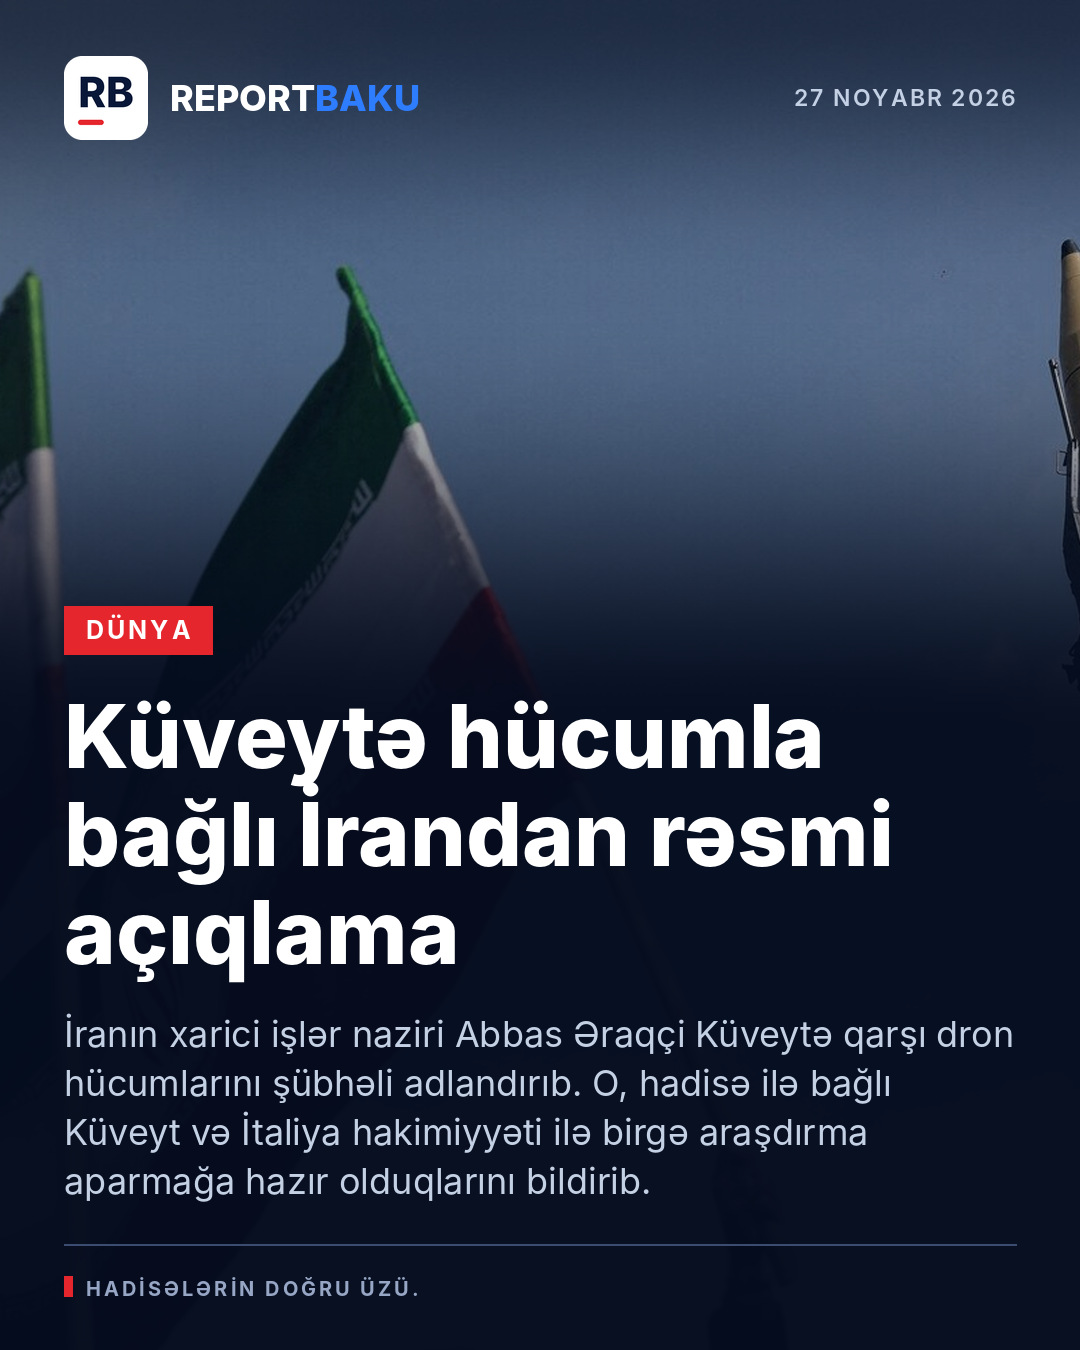 RB
REPORTBAKU
27 NOYABR 2026
DÜNYA
Küveytə hücumla
bağlı İrandan rəsmi
açıqlama
İranın xarici işlər naziri Abbas Əraqçi Küveytə qarşı dron
hücumlarını şübhəli adlandırıb. O, hadisə ilə bağlı
Küveyt və İtaliya hakimiyyəti ilə birgə araşdırma
aparmağa hazır olduqlarını bildirib.
HADİSƏLƏRİN DOĞRU ÜZÜ.